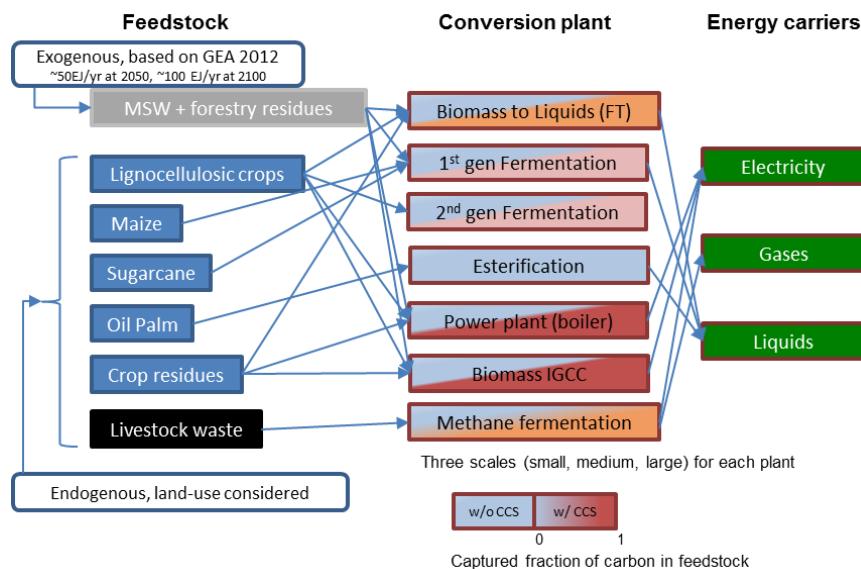 Feedstock
Conversion plant
Energy carriers
Exogenous, based on GEA 2012
~50EJ/yr at 2050, ~100 EJ/yr at 2100
MSW + forestry residues
Lignocellulosic crops
Maize
Sugarcane
Oil Palm
Crop residues
Livestock waste
Endogenous, land-use considered
Biomass to Liquids (FT)
1st gen Fermentation
2nd gen Fermentation
Esterification
Power plant (boiler)
Biomass IGCC
Methane fermentation
Three scales (small, medium, large) for each plant
w/o CCS
w/ CCS
0
1
Captured fraction of carbon in feedstock
Electricity
Gases
Liquids